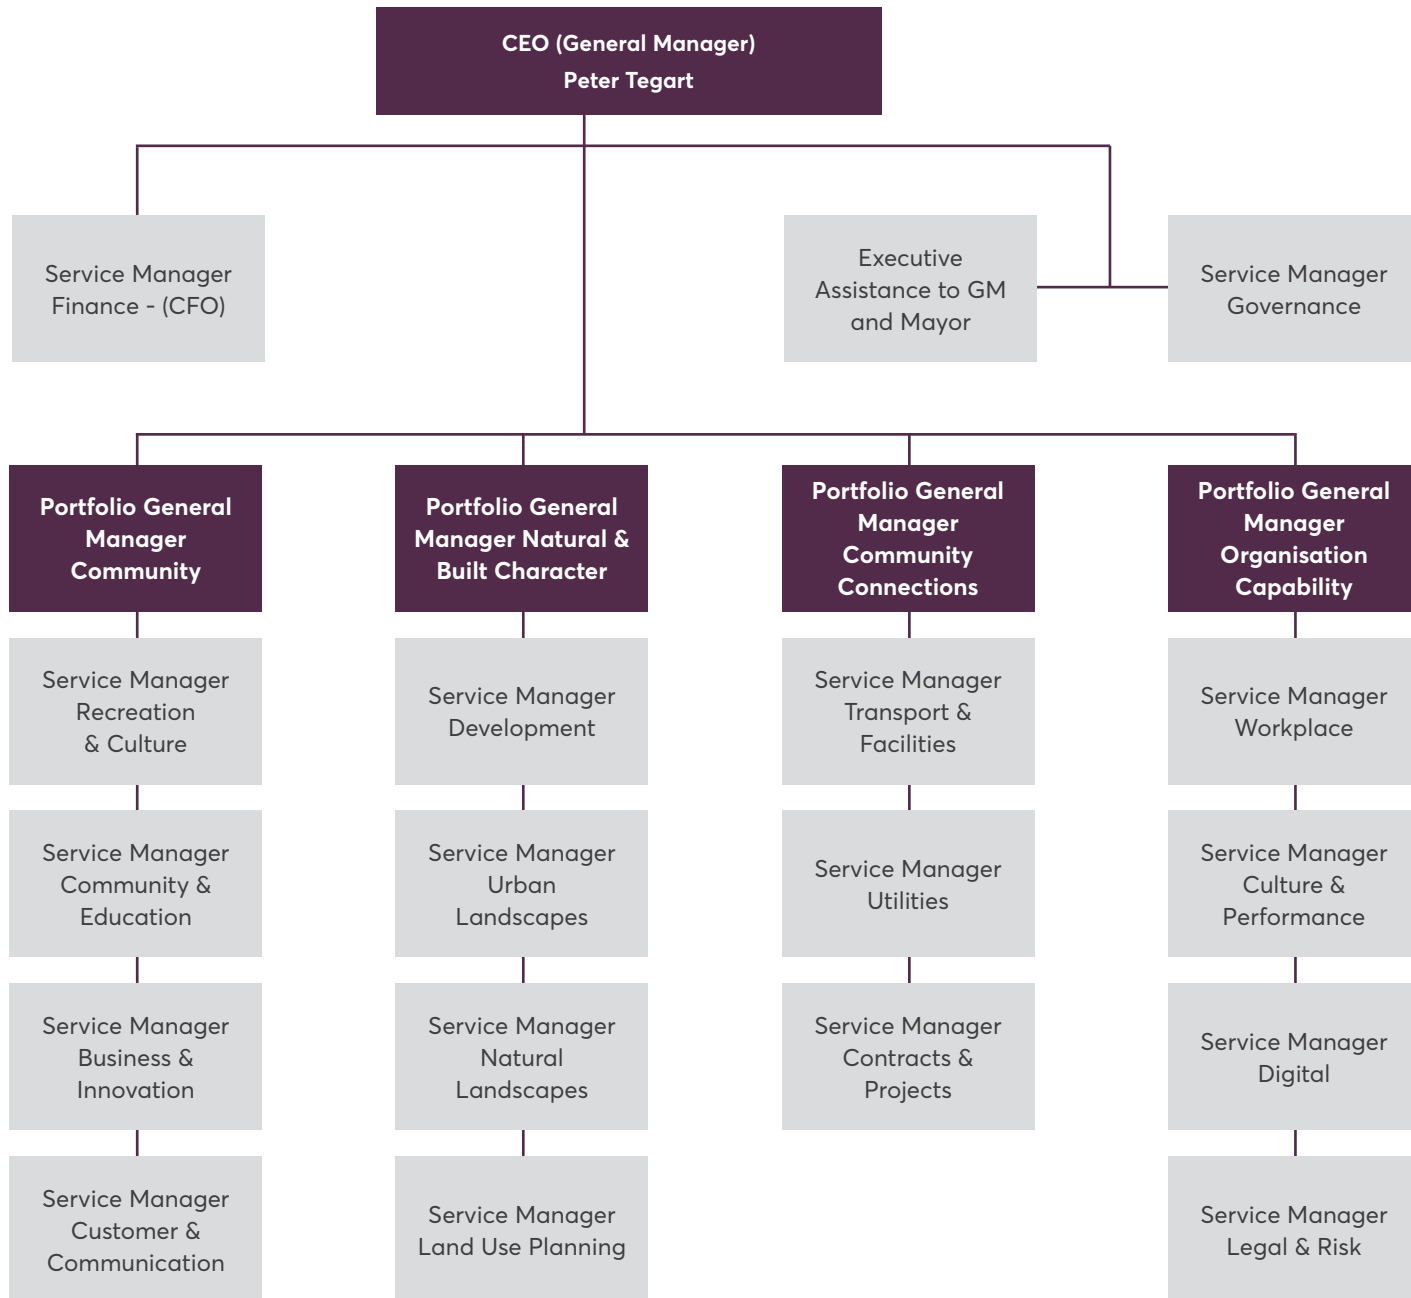 CEO (General Manager)
Peter Tegart
Service Manager
Finance - (CFO)
Executive
Assistance to GM
and Mayor
Service Manager
Governance
Portfolio General
Manager
Community
Portfolio General
Manager Natural &
Built Character
Portfolio General
Manager
Community
Connections
Portfolio General
Manager
Organisation
Capability
Service Manager
Recreation
& Culture
Service Manager
Development
Service Manager
Transport &
Facilities
Service Manager
Workplace
Service Manager
Community &
Education
Service Manager
Urban
Landscapes
Service Manager
Utilities
Service Manager
Culture &
Performance
Service Manager
Business &
Innovation
Service Manager
Natural
Landscapes
Service Manager
Contracts &
Projects
Service Manager
Digital
Service Manager
Customer &
Communication
Service Manager
Land Use Planning
Service Manager
Legal & Risk